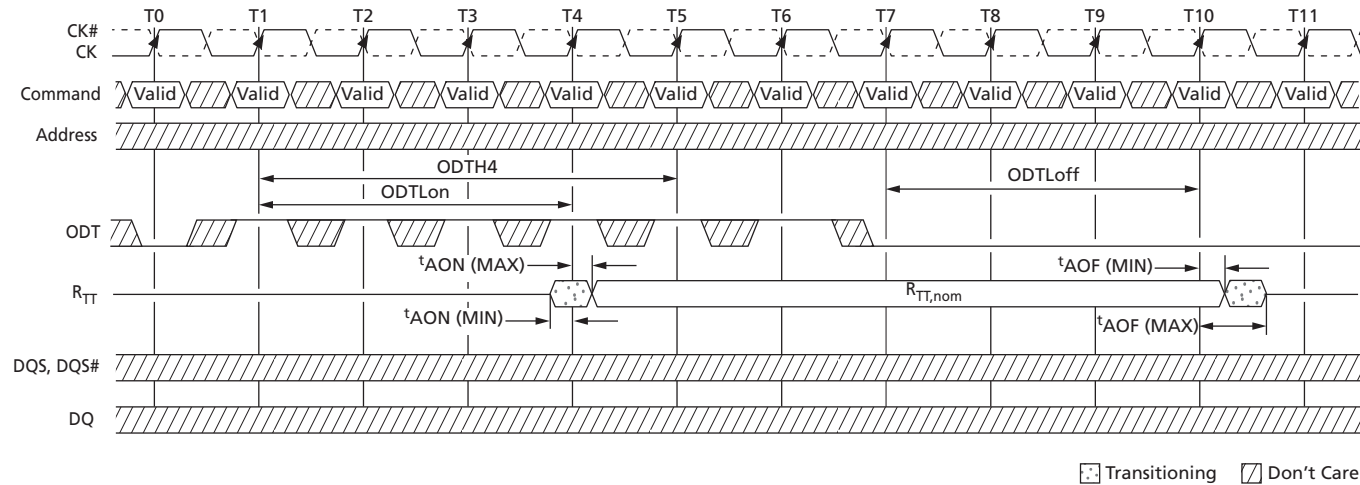 T0 T1 T2 T3 T4 T5 T6 T7 T8 T9 T10 T11
CK#
CK
Command Valid Valid Valid Valid Valid Valid Valid Valid Valid Valid Valid Valid
Address
ODTH4
ODTLoff
ODTLon
ODT
tAON (MAX) tAOF (MIN)
RTT RTT,nom
tAON (MIN) tAOF (MAX)
DQS, DQS#
DQ
Transitioning Don't Care